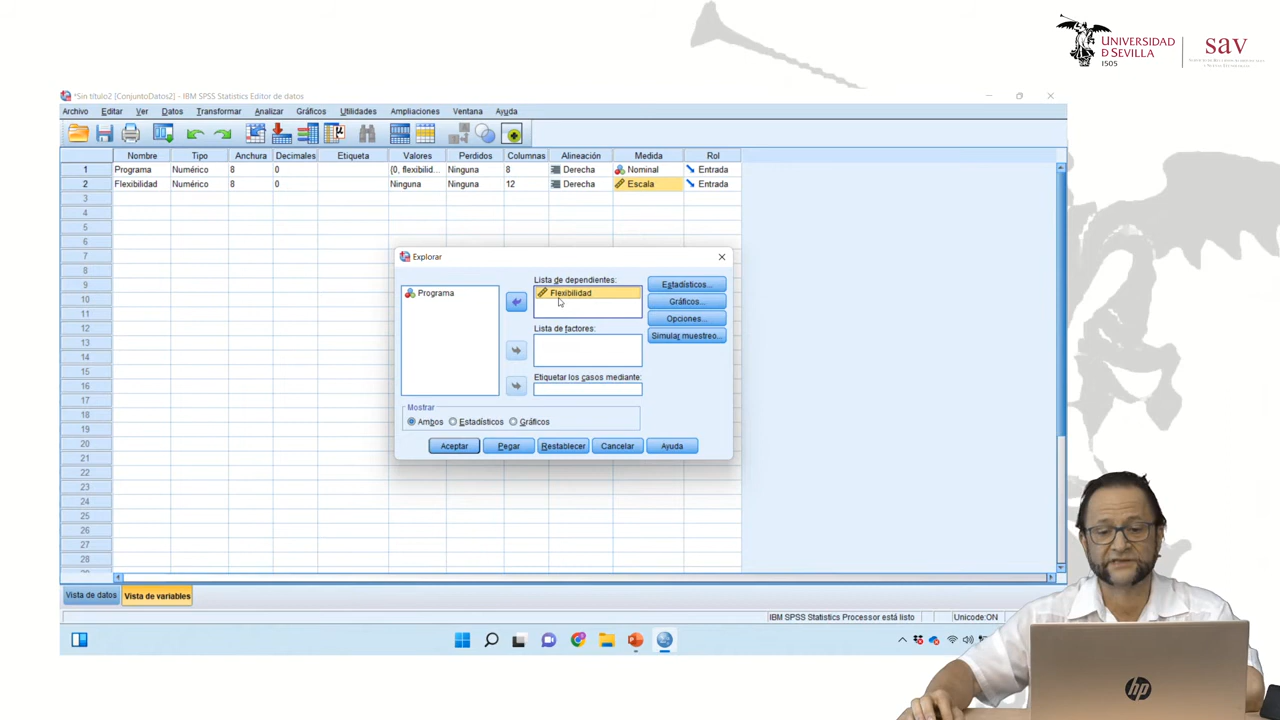 UNIVERSIDAD
D SEVILLA
1505
sav
*Sin título2 [ConjuntoDatos2] - IBM SPSS Statistics Editor de datos
Archivo Editar Ver Datos Transformar Analizar Gráficos Utilidades Ampliaciones Ventana Ayuda
Nombre Tipo Anchura Decimales Etiqueta Valores Perdidos Columnas Alineación Medida Rol
1 Programa Numérico 8 0 {0, flexibilid... Ninguna 8 Derecha Nominal Entrada
2 Flexibilidad Numérico 8 0 Ninguna Ninguna 12 Derecha Escala Entrada
3
4
5
6
7
8
9
10
11
12
13
14
15
16
17
18
19
20
21
22
23
24
25
26
27
28
Explorar
Programa
Lista de dependientes:
Flexibilidad
Lista de factores:
Etiquetar los casos mediante:
Estadísticos...
Gráficos...
Opciones...
Simular muestreo...
Mostrar
Ambos Estadísticos Gráficos
Aceptar Pegar Restablecer Cancelar Ayuda
Vista de datos Vista de variables
IBM SPSS Statistics Processor está listo Unicode:ON
hp